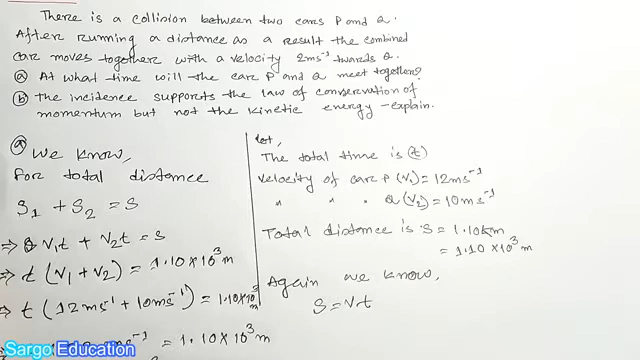 There is a collision between two cars P and Q.
After running a distance as a result the combined
car moves together with a velocity 2ms⁻¹ towards Q.
(a) At what time will the car P and Q meet together?
(b) The incidence supports the law of conservation of
momentum but not the kinetic energy - explain.
(a) We know,
For total distance
S₁ + S₂ = S
⇒ V₁t + V₂t = S
⇒ t (V₁ + V₂) = 1.10 × 10³ m
⇒ t (12ms⁻¹ + 10ms⁻¹) = 1.10 × 10³ m
ms⁻¹ = 1.10 × 10³ m
let,
The total time is (t)
velocity of car P (V₁) = 12ms⁻¹
" " " Q (V₂) = 10ms⁻¹
Total distance is S = 1.10km
= 1.10 × 10³ m
Again we know,
S = Vt
Sargo Education